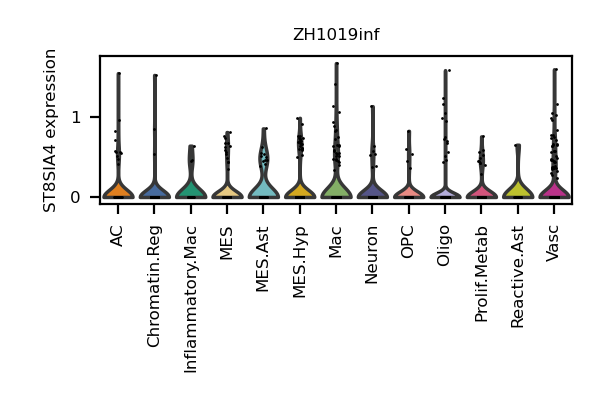 ZH1019inf
ST8SIA4 expression
1
0
AC
Chromatin.Reg
Inflammatory.Mac
MES
MES.Ast
MES.Hyp
Mac
Neuron
OPC
Oligo
Prolif.Metab
Reactive.Ast
Vasc